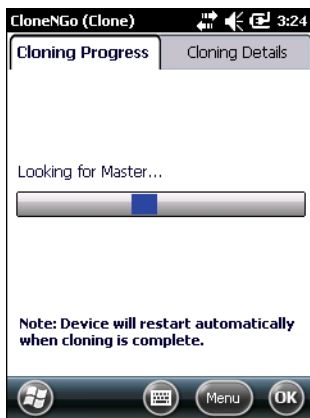 CloneNGo (Clone) 3:24
Cloning Progress Cloning Details
Looking for Master...
Note: Device will restart automatically
when cloning is complete.
Menu OK